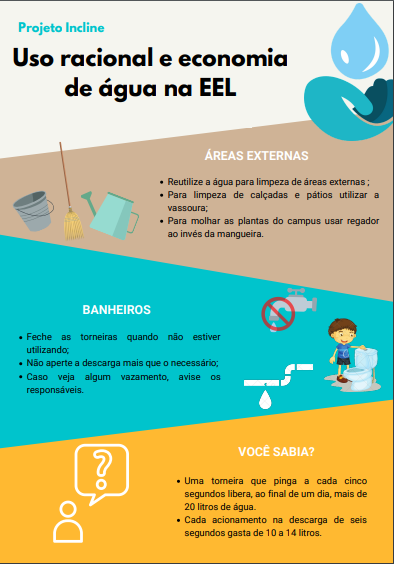 Projeto Incline
Uso racional e economia
de água na EEL
ÁREAS EXTERNAS
• Reutilize a água para limpeza de áreas externas ;
• Para limpeza de calçadas e pátios utilizar a
vassoura;
• Para molhar as plantas do campus usar regador
ao invés da mangueira.
BANHEIROS
• Feche as torneiras quando não estiver
utilizando;
• Não aperte a descarga mais que o necessário;
• Caso veja algum vazamento, avise os
responsáveis.
VOCÊ SABIA?
• Uma torneira que pinga a cada cinco
segundos libera, ao final de um dia, mais de
20 litros de água.
• Cada acionamento na descarga de seis
segundos gasta de 10 a 14 litros.